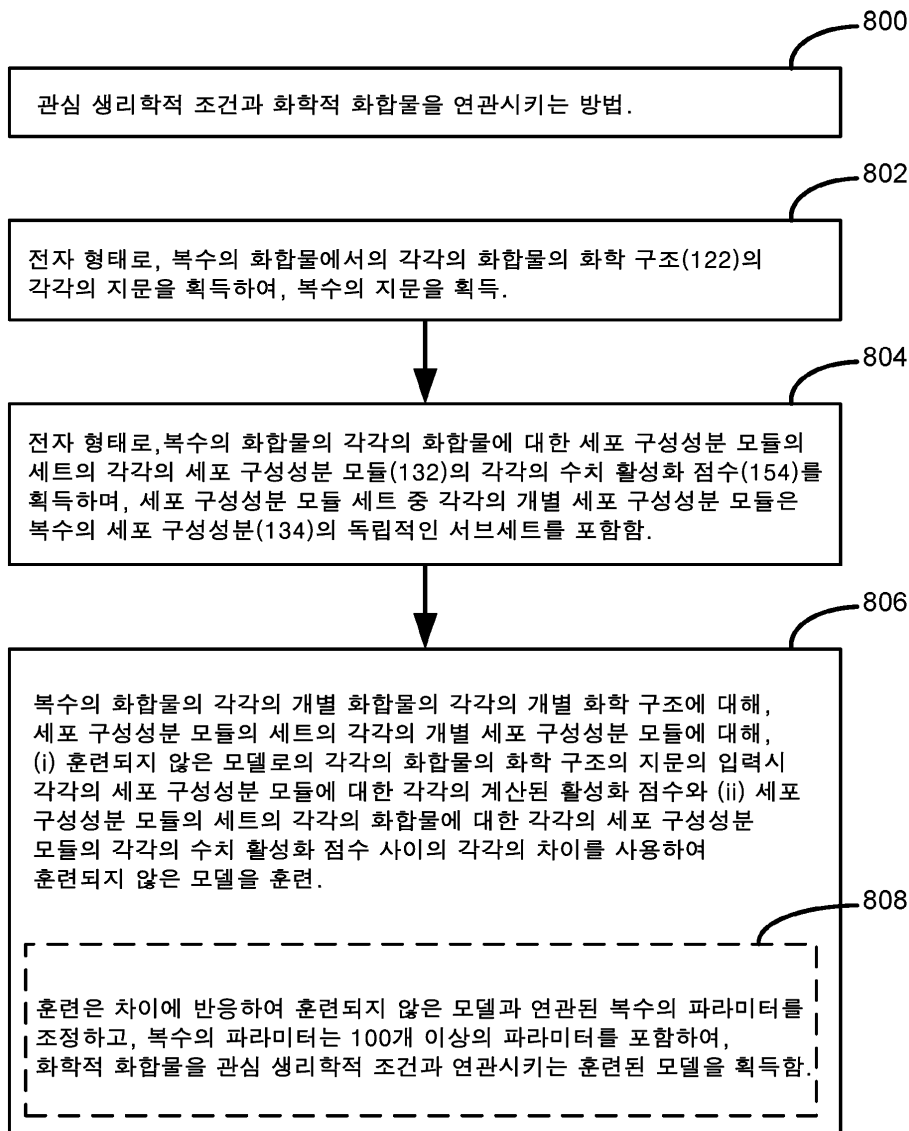 800
관심 생리학적 조건과 화학적 화합물을 연관시키는 방법.
802
전자 형태로, 복수의 화합물에서의 각각의 화합물의 화학 구조(122)의
각각의 지문을 획득하여, 복수의 지문을 획득.
804
전자 형태로,복수의 화합물의 각각의 화합물에 대한 세포 구성성분 모듈의
세트의 각각의 세포 구성성분 모듈(132)의 각각의 수치 활성화 점수(154)를
획득하며, 세포 구성성분 모듈 세트 중 각각의 개별 세포 구성성분 모듈은
복수의 세포 구성성분(134)의 독립적인 서브세트를 포함함.
806
복수의 화합물의 각각의 개별 화합물의 각각의 개별 화학 구조에 대해,
세포 구성성분 모듈의 세트의 각각의 개별 세포 구성성분 모듈에 대해,
(i) 훈련되지 않은 모델로의 각각의 화합물의 화학 구조의 지문의 입력시
각각의 세포 구성성분 모듈에 대한 각각의 계산된 활성화 점수와 (ii) 세포
구성성분 모듈의 세트의 각각의 화합물에 대한 각각의 세포 구성성분
모듈의 각각의 수치 활성화 점수 사이의 각각의 차이를 사용하여
훈련되지 않은 모델을 훈련.
808
훈련은 차이에 반응하여 훈련되지 않은 모델과 연관된 복수의 파라미터를
조정하고, 복수의 파라미터는 100개 이상의 파라미터를 포함하여,
화학적 화합물을 관심 생리학적 조건과 연관시키는 훈련된 모델을 획득함.